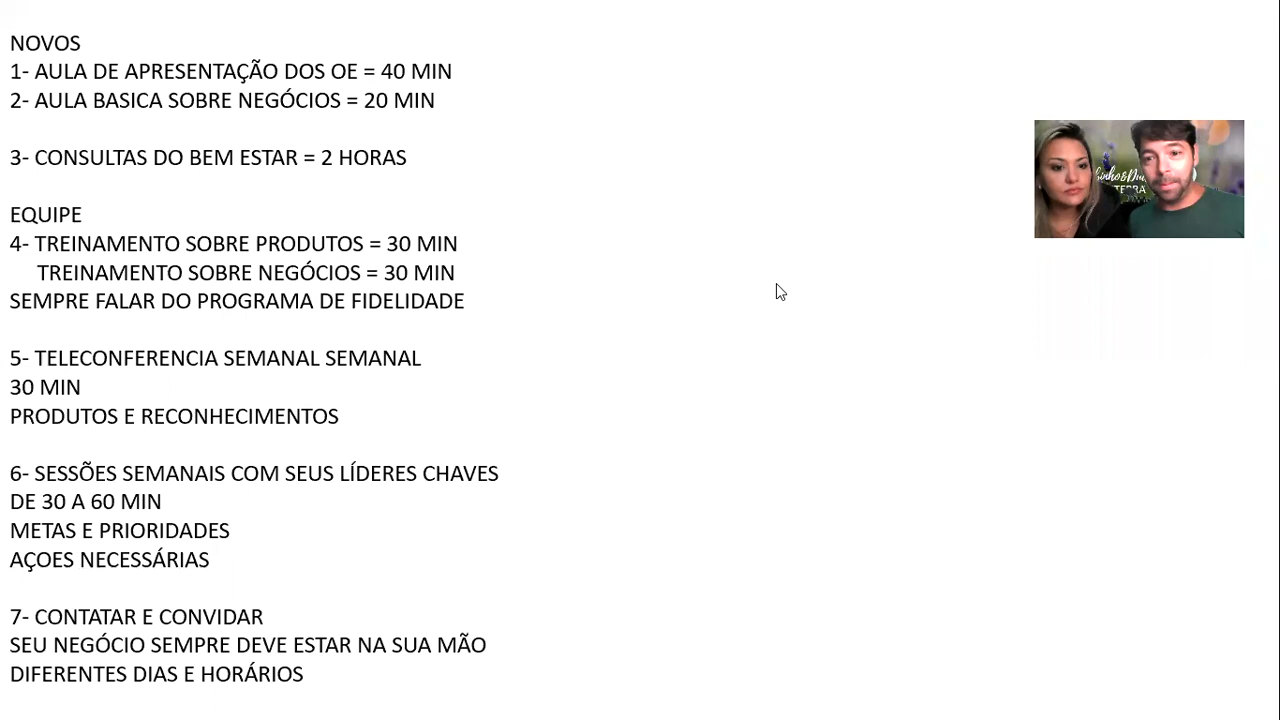 NOVOS
1- AULA DE APRESENTAÇÃO DOS OE = 40 MIN
2- AULA BASICA SOBRE NEGÓCIOS = 20 MIN
3- CONSULTAS DO BEM ESTAR = 2 HORAS
EQUIPE
4- TREINAMENTO SOBRE PRODUTOS = 30 MIN
TREINAMENTO SOBRE NEGÓCIOS = 30 MIN
SEMPRE FALAR DO PROGRAMA DE FIDELIDADE
5- TELECONFERENCIA SEMANAL SEMANAL
30 MIN
PRODUTOS E RECONHECIMENTOS
6- SESSÕES SEMANAIS COM SEUS LÍDERES CHAVES
DE 30 A 60 MIN
METAS E PRIORIDADES
AÇOES NECESSÁRIAS
7- CONTATAR E CONVIDAR
SEU NEGÓCIO SEMPRE DEVE ESTAR NA SUA MÃO
DIFERENTES DIAS E HORÁRIOS